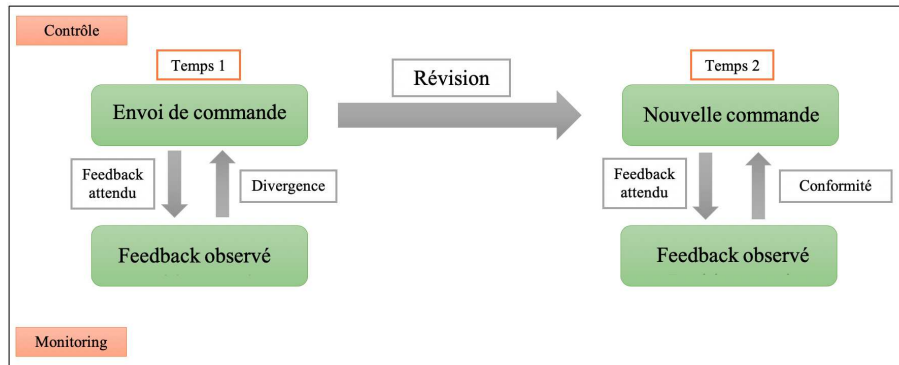 Contrôle
Temps 1
Temps 2
Révision
Envoi de commande
Nouvelle commande
Feedback
attendu
Divergence
Feedback
attendu
Conformité
Feedback observé
Feedback observé
Monitoring